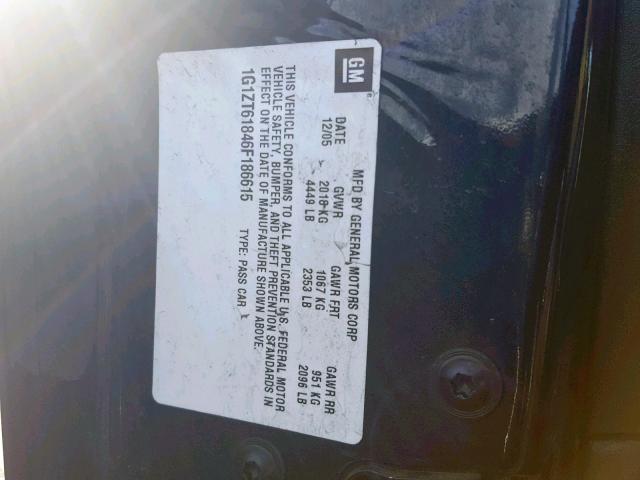 GM
MFD BY GENERAL MOTORS CORP
DATE GVWR GAWR FRT GAWR RR
12/05 2018 KG 1067 KG 951 KG
4449 LB 2353 LB 2096 LB
THIS VEHICLE CONFORMS TO ALL APPLICABLE U.S. FEDERAL MOTOR
VEHICLE SAFETY, BUMPER, AND THEFT PREVENTION STANDARDS IN
EFFECT ON THE DATE OF MANUFACTURE SHOWN ABOVE.
1G1ZT61846F186615 TYPE: PASS CAR